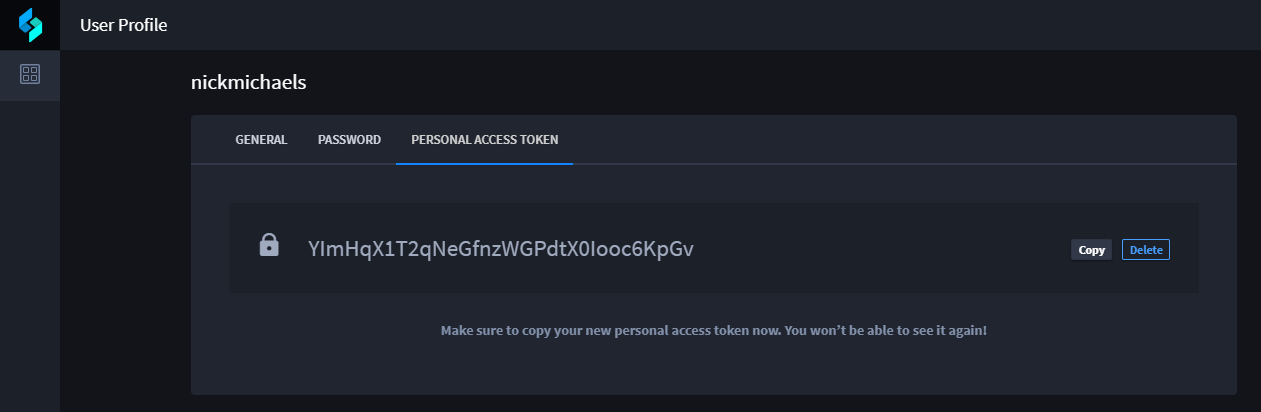 User Profile
nickmichaels
GENERAL PASSWORD PERSONAL ACCESS TOKEN
YImHqX1T2qNeGfnzWGPdtX0Iooc6KpGv
Copy Delete
Make sure to copy your new personal access token now. You won’t be able to see it again!